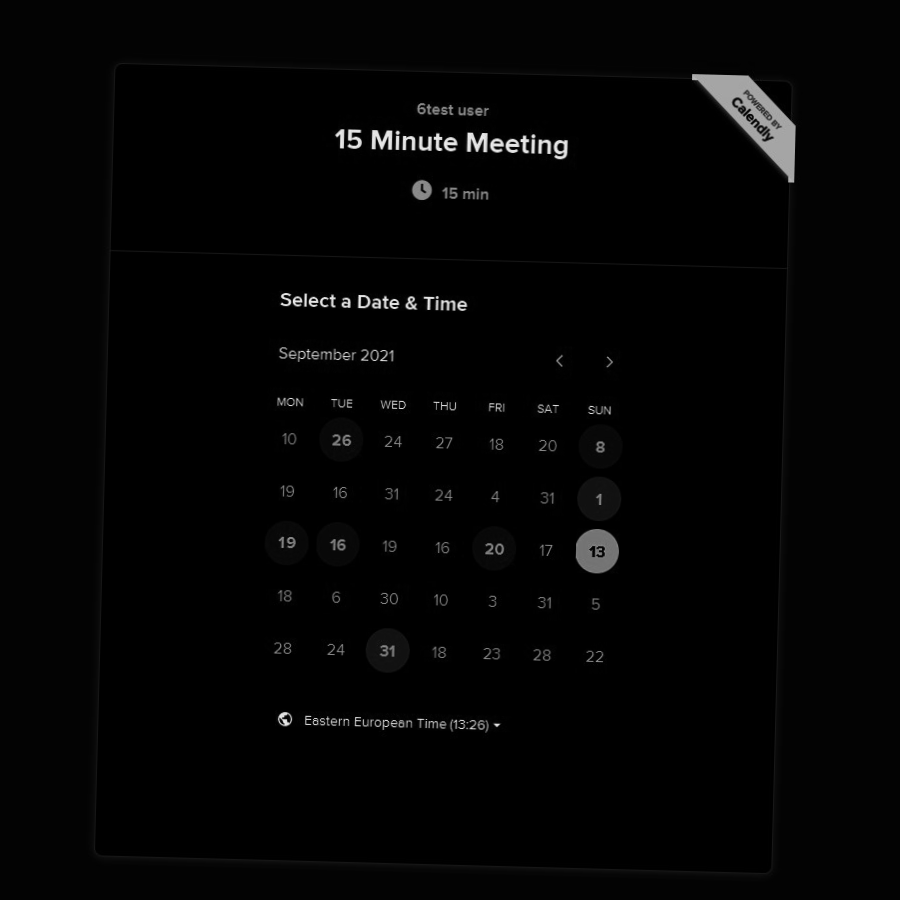 6test user
15 Minute Meeting
15 min
POWERED BY
Calendly
Select a Date & Time
September 2021
MON TUE WED THU FRI SAT SUN
10 26 24 27 18 20 8
19 16 31 24 4 31 1
19 16 19 16 20 17 13
18 6 30 10 3 31 5
28 24 31 18 23 28 22
Eastern European Time (13:26)